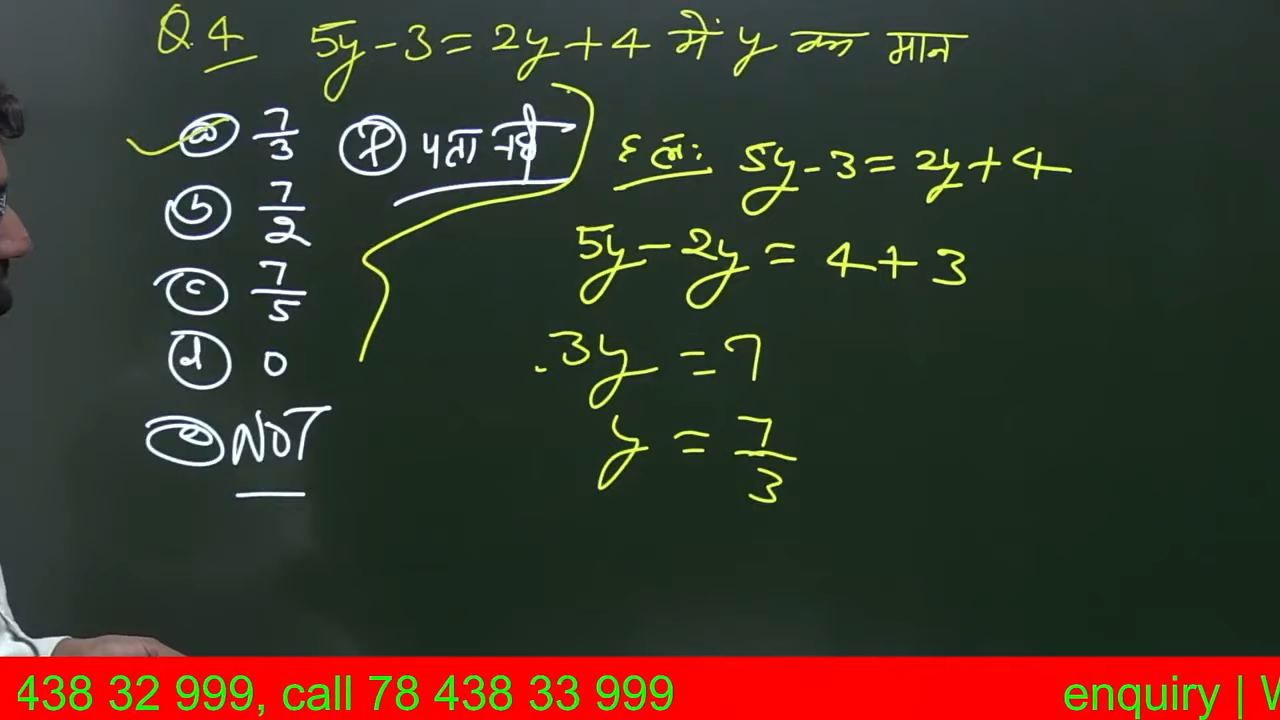 Q.4 5y-3=2y+4 में y का मान
(a) 7/3
(b) 7/2
(c) 7/5
(d) 0
(e) NOT
(f) पता नहीं
हल: 5y-3=2y+4
5y-2y = 4+3
3y = 7
y = 7/3
438 32 999, call 78 438 33 999
enquiry | W